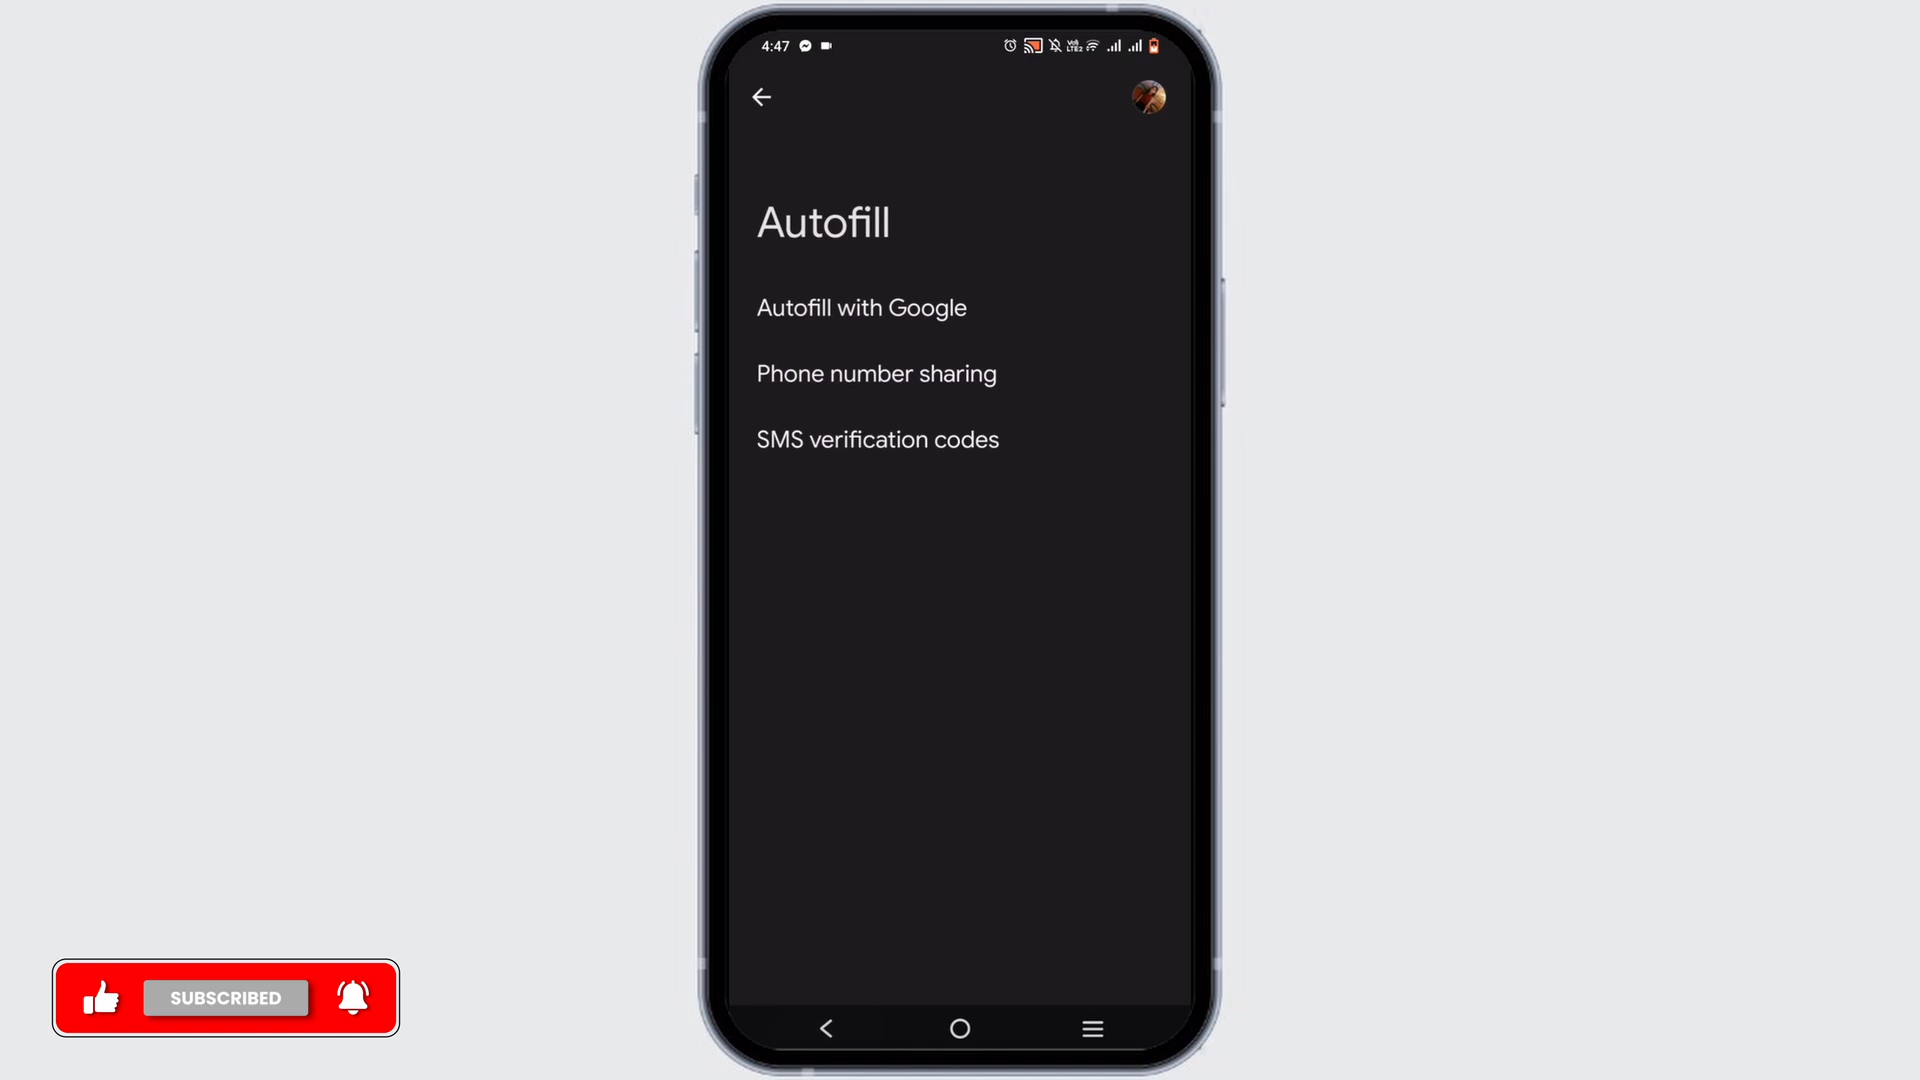 4:47
Autofill
Autofill with Google
Phone number sharing
SMS verification codes
SUBSCRIBED